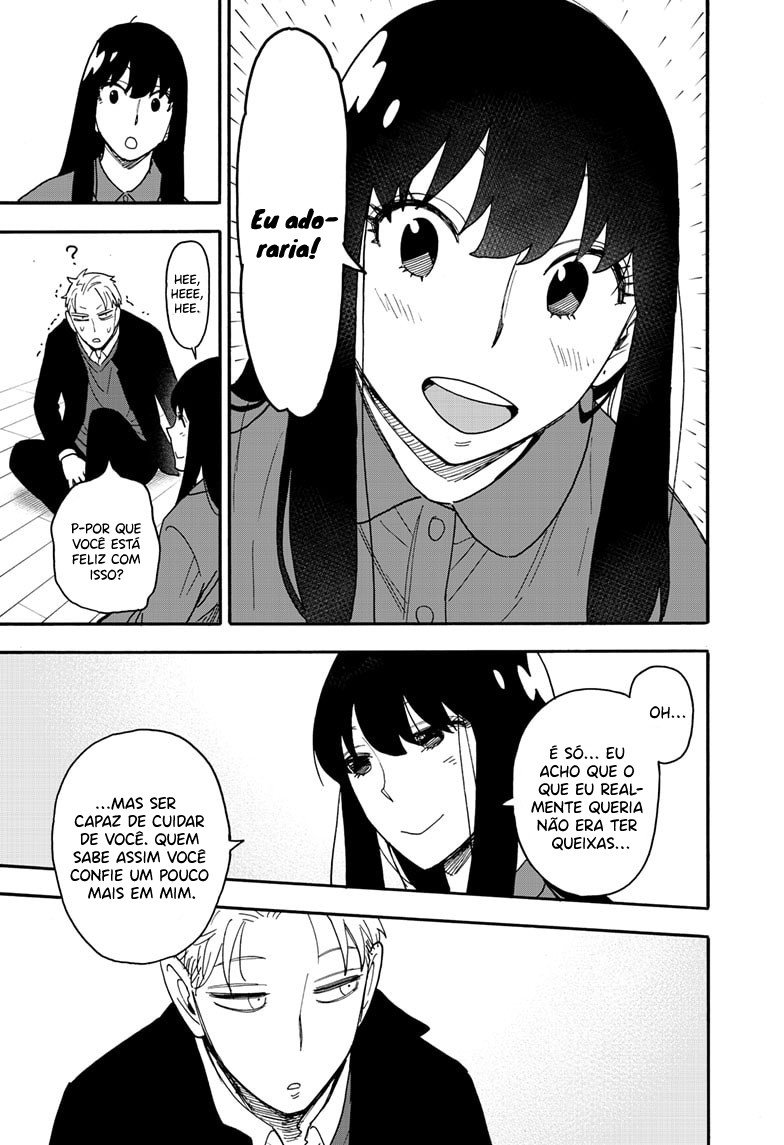 Eu ado-
raria!
?
HEE,
HEEE,
HEE.
P-POR QUE
VOCÊ ESTÁ
FELIZ COM
ISSO?
OH...
É SÓ... EU
ACHO QUE O
QUE EU REAL-
MENTE QUERIA
NÃO ERA TER
QUEIXAS...
...MAS SER
CAPAZ DE CUIDAR
DE VOCÊ. QUEM
SABE ASSIM VOCÊ
CONFIE UM POUCO
MAIS EM MIM.